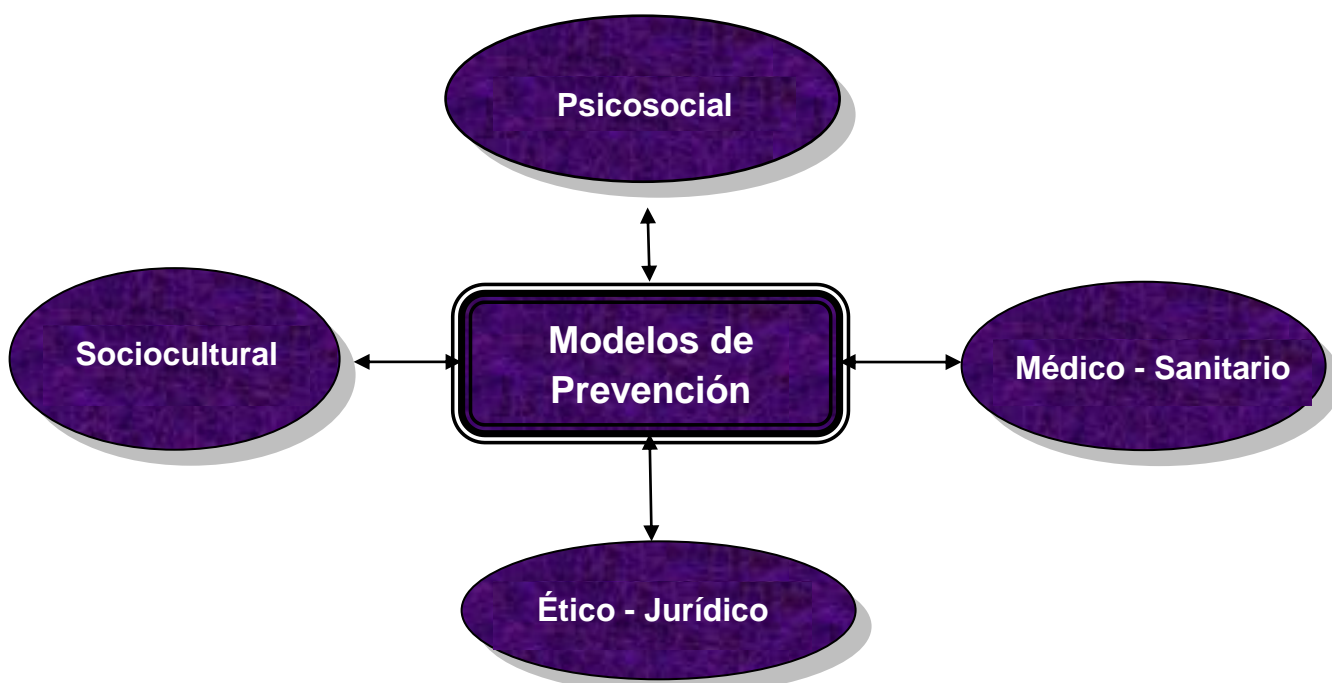 Psicosocial
Sociocultural
Modelos de
Prevención
Médico - Sanitario
Ético - Jurídico